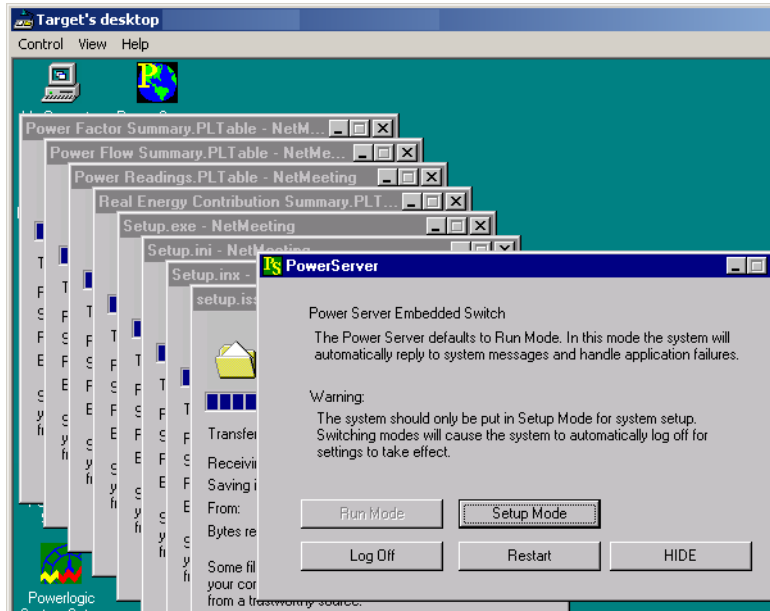 Target's desktop
Control View Help
Power Factor Summary.PLTable - NetM...
Power Flow Summary.PLTable - NetMe...
Power Readings.PLTable - NetMeeting
Real Energy Contribution Summary.PLT...
Setup.exe - NetMeeting
Setup.ini - NetMeeting
Setup.inx -
setup.iss
PowerServer
Power Server Embedded Switch
The Power Server defaults to Run Mode. In this mode the system will
automatically reply to system messages and handle application failures.
Warning:
The system should only be put in Setup Mode for system setup.
Switching modes will cause the system to automatically log off for
settings to take effect.
Run Mode Setup Mode
Log Off Restart HIDE
Transfer
Receivi
Saving i
From:
Bytes re
Some fil
your con
from a trustworthy source.
Powerlogic